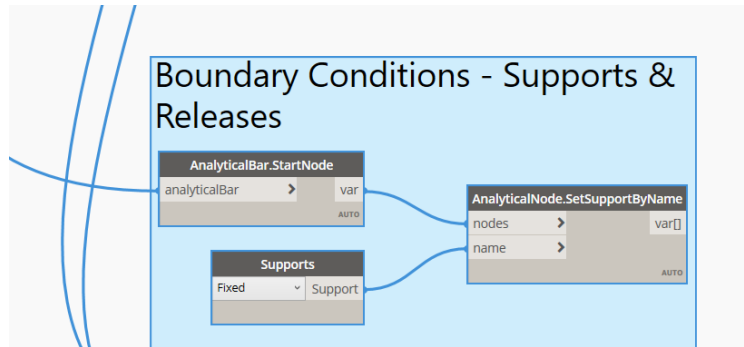 Boundary Conditions - Supports &
Releases
AnalyticalBar.StartNode
analyticalBar > var
AUTO
Supports
Fixed Support
AnalyticalNode.SetSupportByName
nodes > var[]
name >
AUTO